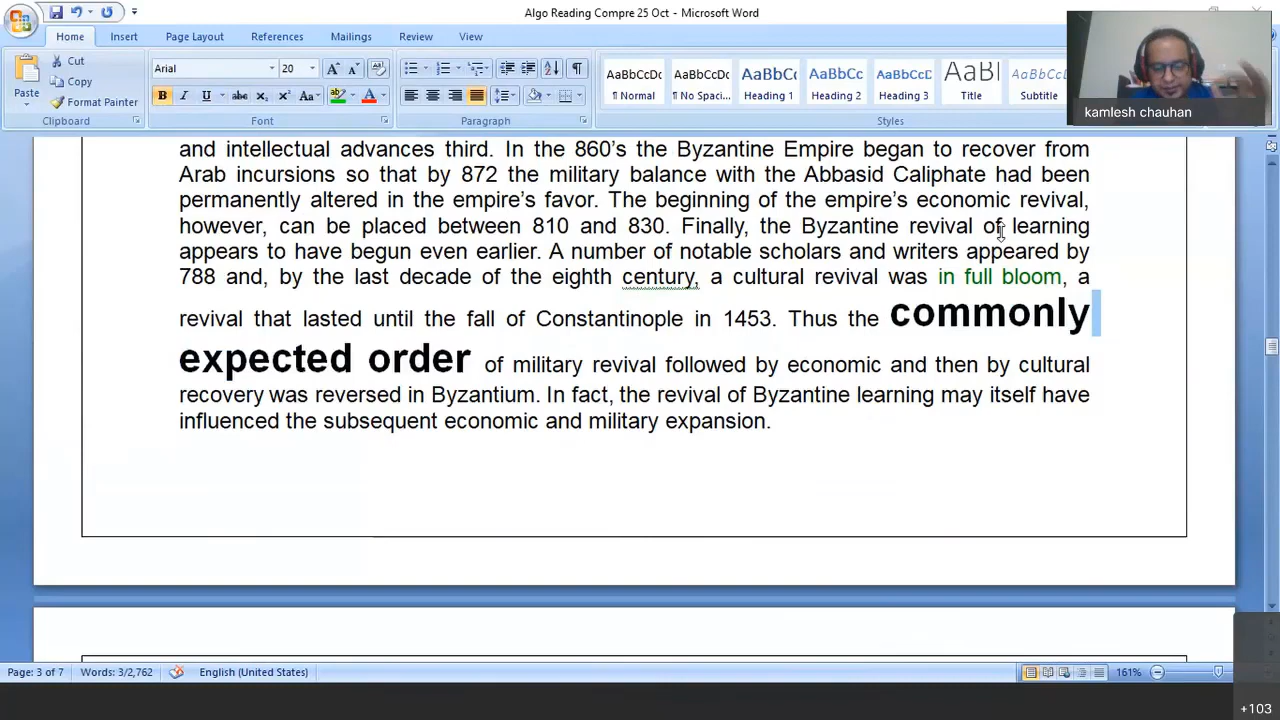 Algo Reading Compre 25 Oct - Microsoft Word
Home Insert Page Layout References Mailings Review View
Paste
Cut
Copy
Format Painter
Clipboard
Arial 20
Font
Paragraph
AaBbCcDc AaBbCcDc AaBbCc AaBbCc AaBbCcD AaBl AaBbCcL
¶ Normal ¶ No Spaci... Heading 1 Heading 2 Heading 3 Title Subtitle
Styles
kamlesh chauhan
and intellectual advances third. In the 860’s the Byzantine Empire began to recover from
Arab incursions so that by 872 the military balance with the Abbasid Caliphate had been
permanently altered in the empire’s favor. The beginning of the empire’s economic revival,
however, can be placed between 810 and 830. Finally, the Byzantine revival of learning
appears to have begun even earlier. A number of notable scholars and writers appeared by
788 and, by the last decade of the eighth century, a cultural revival was in full bloom, a
revival that lasted until the fall of Constantinople in 1453. Thus the commonly
expected order of military revival followed by economic and then by cultural
recovery was reversed in Byzantium. In fact, the revival of Byzantine learning may itself have
influenced the subsequent economic and military expansion.
Page: 3 of 7 Words: 3/2,762 English (United States) 161%
+103